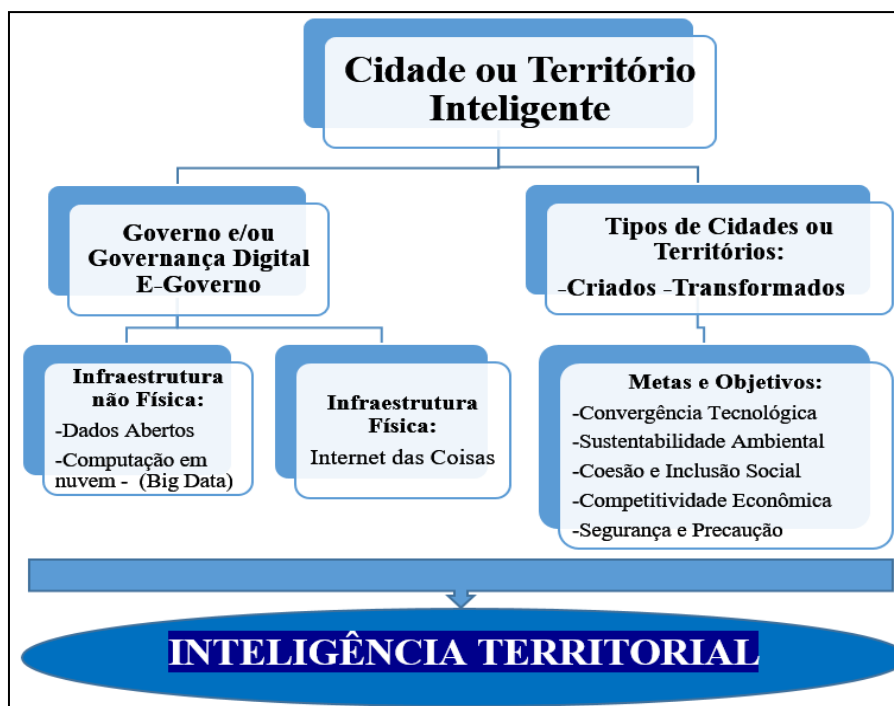 Cidade ou Território
Inteligente
Governo e/ou
Governança Digital
E-Governo
Tipos de Cidades ou
Territórios:
-Criados -Transformados
Infraestrutura
não Física:
-Dados Abertos
-Computação em
nuvem - (Big Data)
Infraestrutura
Física:
Internet das Coisas
Metas e Objetivos:
-Convergência Tecnológica
-Sustentabilidade Ambiental
-Coesão e Inclusão Social
-Competitividade Econômica
-Segurança e Precaução
INTELIGÊNCIA TERRITORIAL